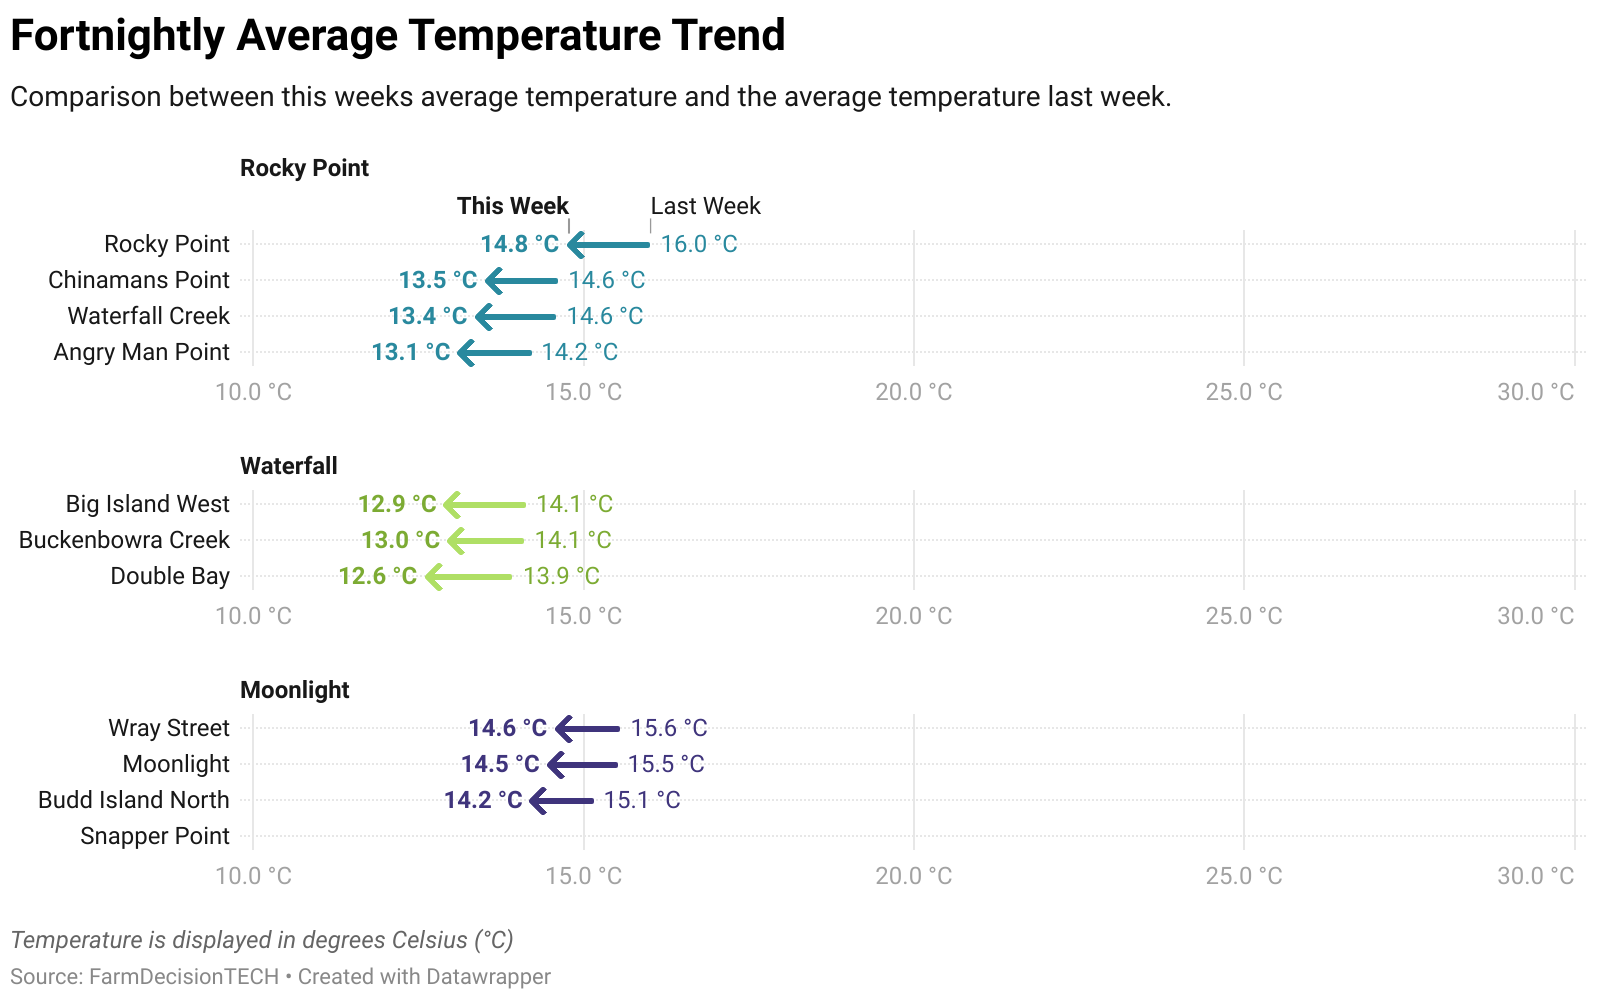 Fortnightly Average Temperature Trend
Comparison between this weeks average temperature and the average temperature last week.
Rocky Point
This Week Last Week
Rocky Point 14.8 °C 16.0 °C
Chinamans Point 13.5 °C 14.6 °C
Waterfall Creek 13.4 °C 14.6 °C
Angry Man Point 13.1 °C 14.2 °C
10.0 °C 15.0 °C 20.0 °C 25.0 °C 30.0 °C
Waterfall
Big Island West 12.9 °C 14.1 °C
Buckenbowra Creek 13.0 °C 14.1 °C
Double Bay 12.6 °C 13.9 °C
10.0 °C 15.0 °C 20.0 °C 25.0 °C 30.0 °C
Moonlight
Wray Street 14.6 °C 15.6 °C
Moonlight 14.5 °C 15.5 °C
Budd Island North 14.2 °C 15.1 °C
Snapper Point
10.0 °C 15.0 °C 20.0 °C 25.0 °C 30.0 °C
Temperature is displayed in degrees Celsius (°C)
Source: FarmDecisionTECH • Created with Datawrapper